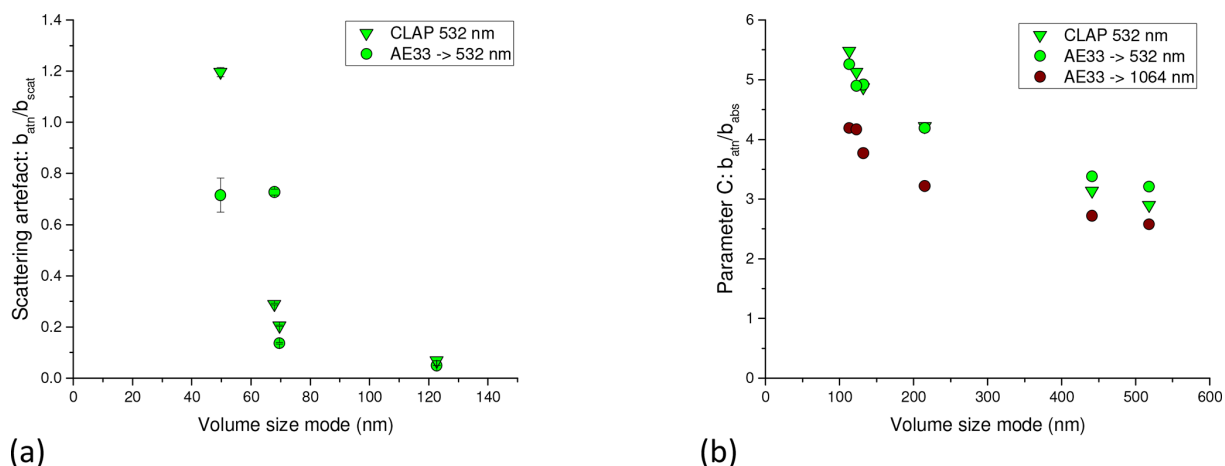 CLAP 532 nm
AE33 -> 532 nm
Scattering artefact: b_atn/b_scat
1.4
1.2
1.0
0.8
0.6
0.4
0.2
0.0
0 20 40 60 80 100 120 140
Volume size mode (nm)
(a)
CLAP 532 nm
AE33 -> 532 nm
AE33 -> 1064 nm
Parameter C: b_atn/b_abs
6
5
4
3
2
1
0
0 100 200 300 400 500 600
Volume size mode (nm)
(b)